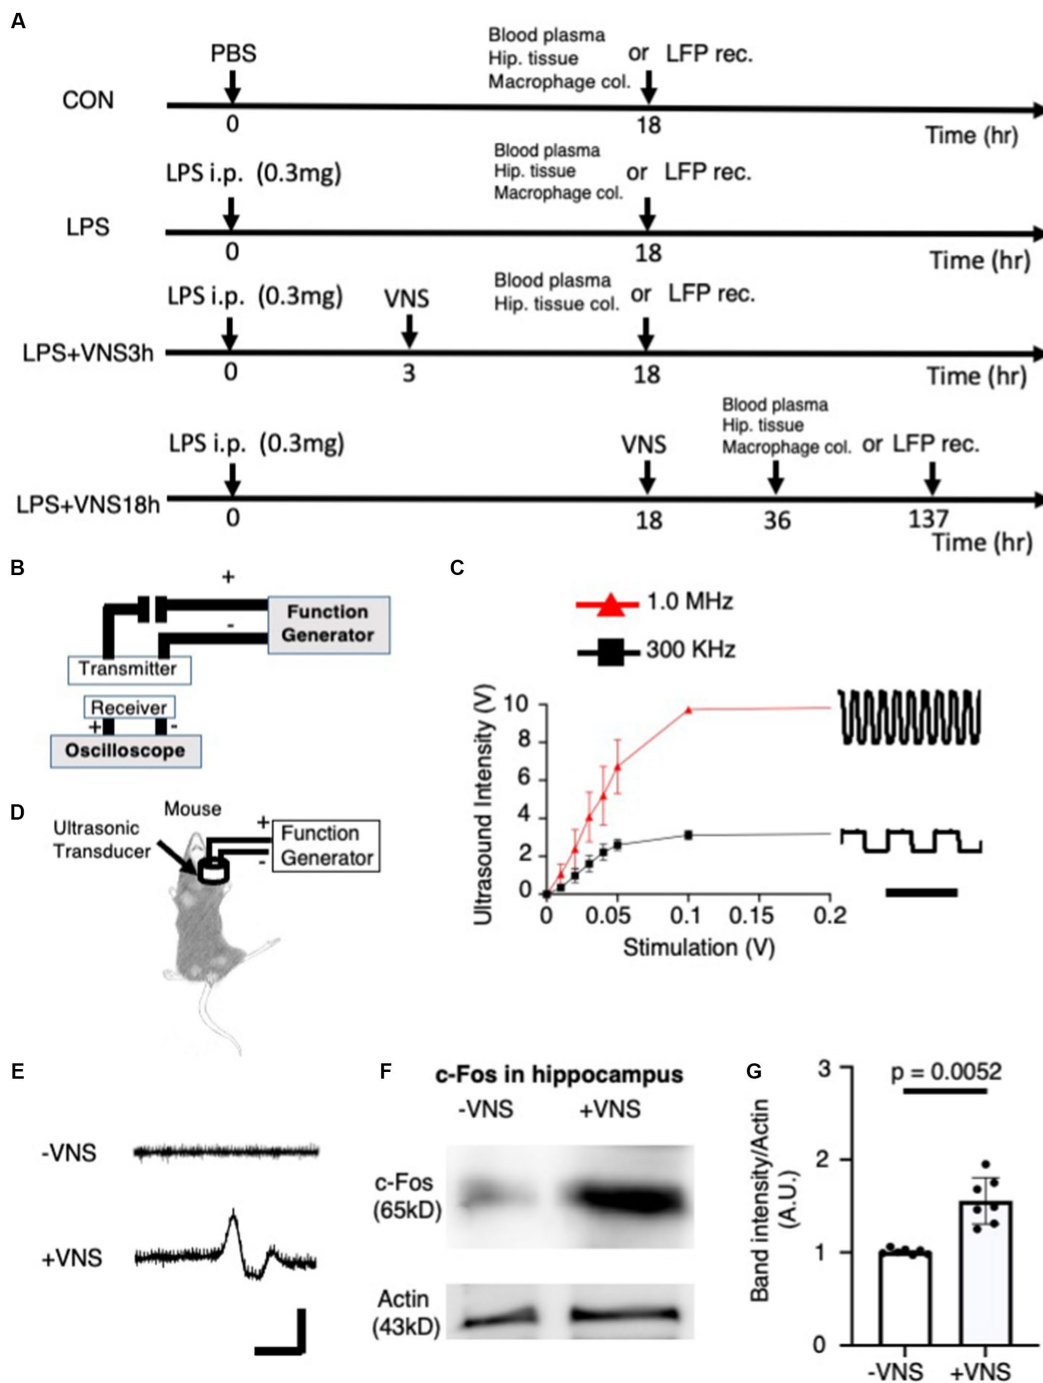 A
PBS
Blood plasma
Hip. tissue or LFP rec.
Macrophage col.
CON
0 18
Time (hr)
LPS i.p. (0.3mg)
Blood plasma
Hip. tissue or LFP rec.
Macrophage col.
LPS
0 18
Time (hr)
LPS i.p. (0.3mg) VNS
Blood plasma
Hip. tissue col. or LFP rec.
LPS+VNS3h
0 3 18
Time (hr)
LPS i.p. (0.3mg) VNS
Blood plasma
Hip. tissue
Macrophage col. or LFP rec.
LPS+VNS18h
0 18 36 137
Time (hr)
B
+
-
Function
Generator
Transmitter
Receiver
+ -
Oscilloscope
C
1.0 MHz
300 KHz
Ultrasound Intensity (V)
10
8
6
4
2
0
0 0.05 0.1 0.15 0.2
Stimulation (V)
D
Mouse
Ultrasonic
Transducer
+
-
Function
Generator
E
-VNS
+VNS
F
c-Fos in hippocampus
-VNS +VNS
c-Fos
(65kD)
Actin
(43kD)
G
p = 0.0052
Band intensity/Actin
(A.U.)
3
2
1
0
-VNS +VNS